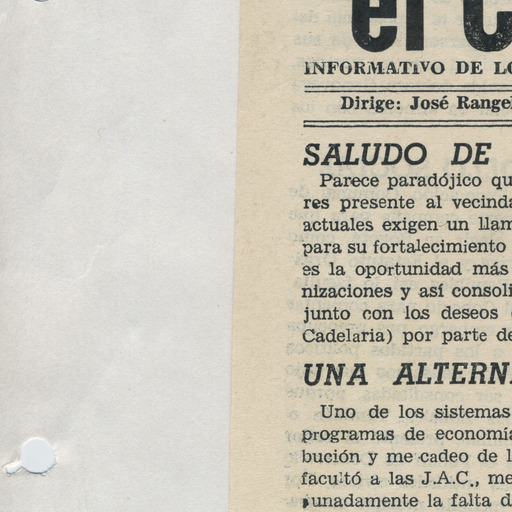 el C
INFORMATIVO DE LO
Dirige: José Rangel
SALUDO DE
Parece paradójico qu
res presente al vecinda
actuales exigen un llam
para su fortalecimiento
es la oportunidad más
nizaciones y así consoli
junto con los deseos
Cadelaria) por parte de
UNA ALTERN
Uno de los sistemas
programas de economía
bución y me cadeo de l
facultó a las J.A.C., me
unadamente la falta d